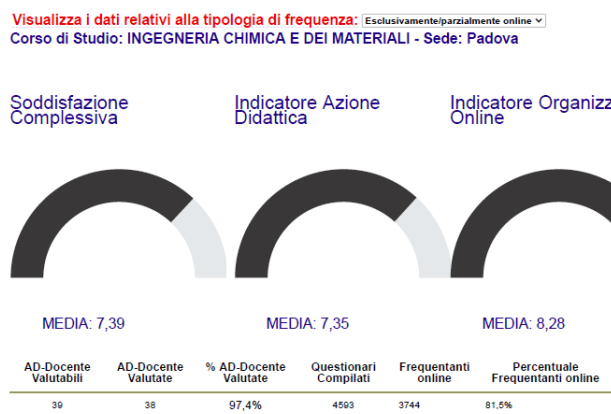 Visualizza i dati relativi alla tipologia di frequenza: Esclusivamente/parzialmente online
Corso di Studio: INGEGNERIA CHIMICA E DEI MATERIALI - Sede: Padova
Soddisfazione
Complessiva
Indicatore Azione
Didattica
Indicatore Organizz
Online
MEDIA: 7,39
MEDIA: 7,35
MEDIA: 8,28
AD-Docente Valutabili
AD-Docente Valutate
% AD-Docente Valutate
Questionari Compilati
Frequentanti online
Percentuale Frequentanti online
39 38 97,4% 4593 3744 81,5%